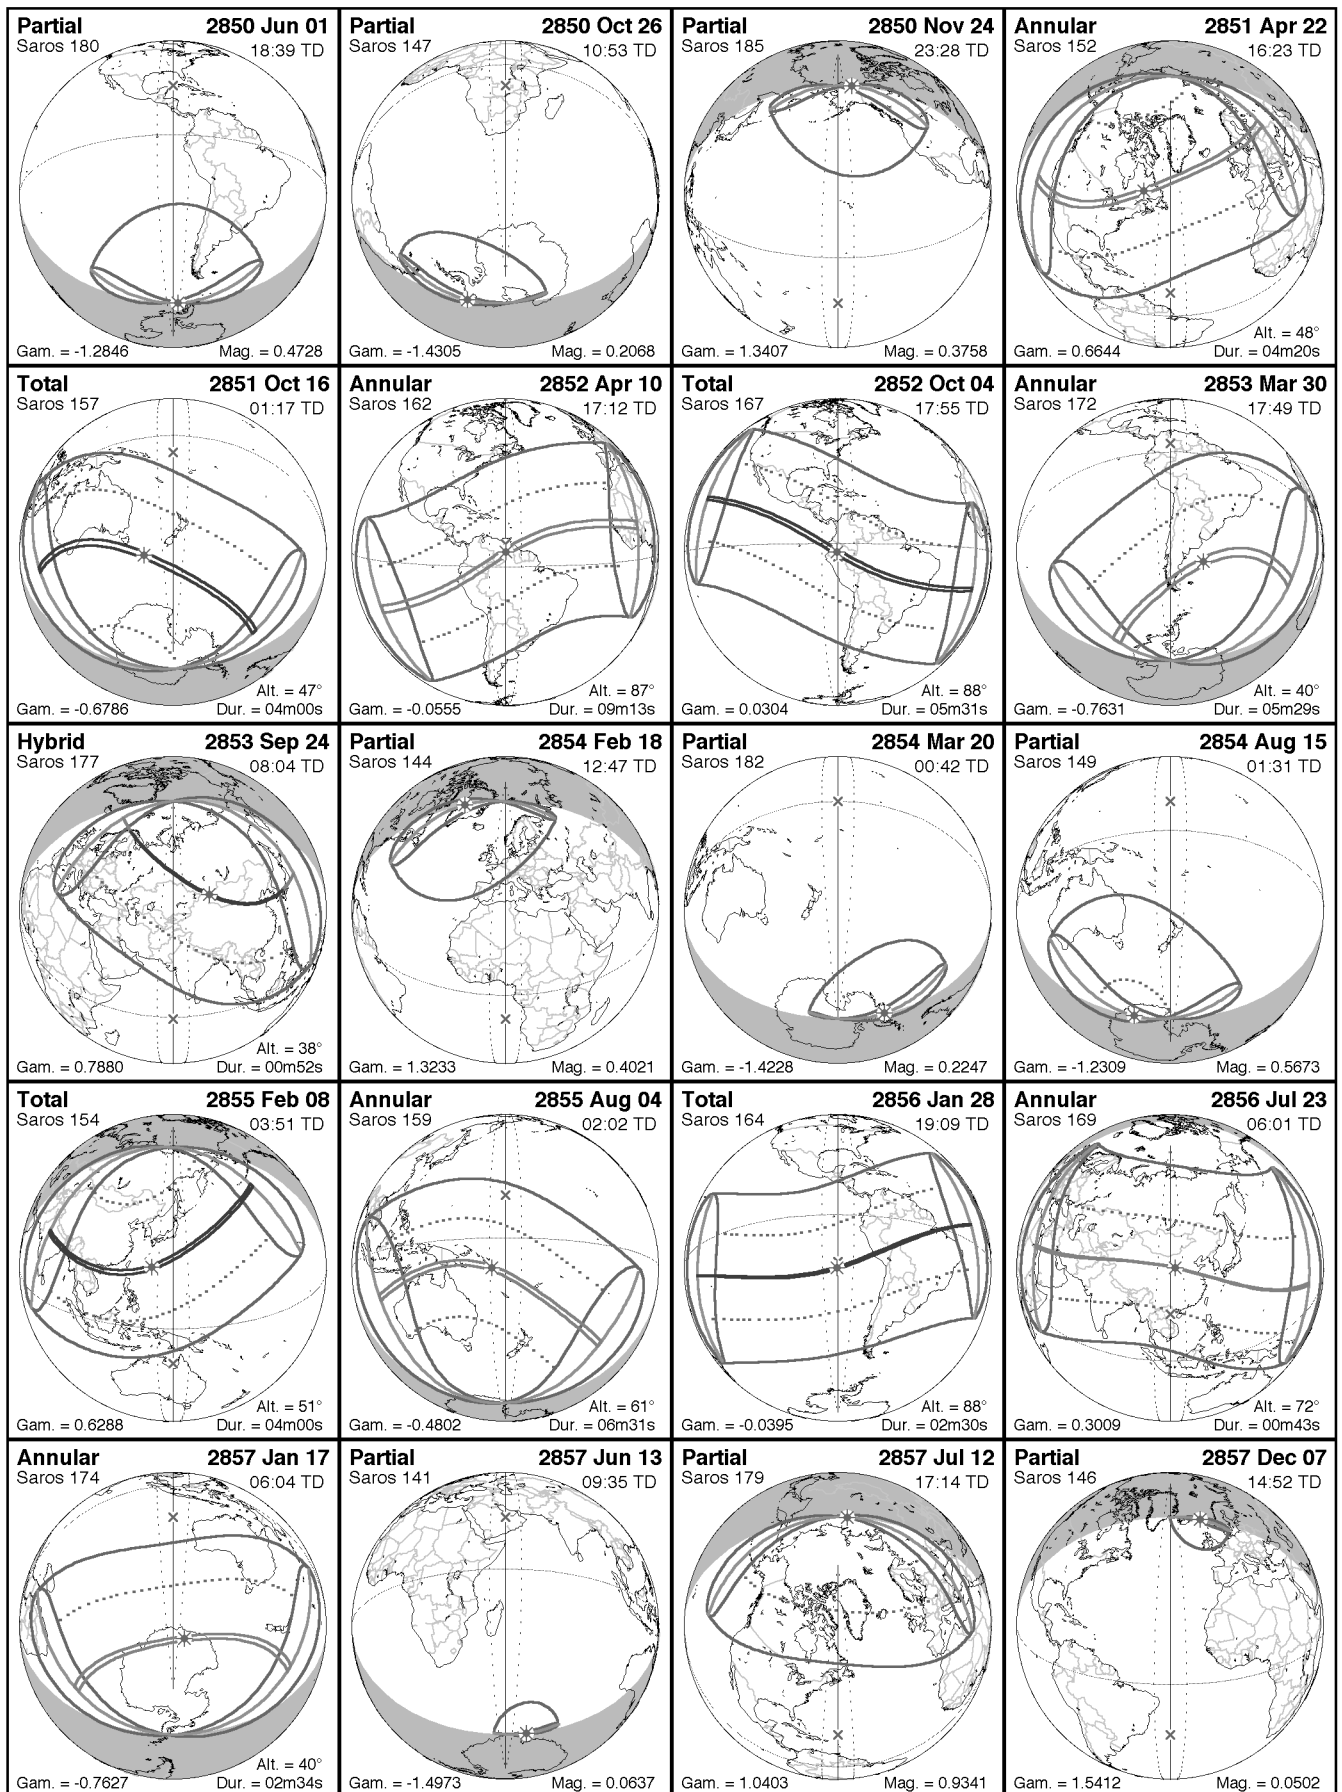 Partial 2850 Jun 01
Saros 180 18:39 TD
Gam. = -1.2846 Mag. = 0.4728
Partial 2850 Oct 26
Saros 147 10:53 TD
Gam. = -1.4305 Mag. = 0.2068
Partial 2850 Nov 24
Saros 185 23:28 TD
Gam. = 1.3407 Mag. = 0.3758
Annular 2851 Apr 22
Saros 152 16:23 TD
Alt. = 48°
Gam. = 0.6644 Dur. = 04m20s
Total 2851 Oct 16
Saros 157 01:17 TD
Alt. = 47°
Gam. = -0.6786 Dur. = 04m00s
Annular 2852 Apr 10
Saros 162 17:12 TD
Alt. = 87°
Gam. = -0.0555 Dur. = 09m13s
Total 2852 Oct 04
Saros 167 17:55 TD
Alt. = 88°
Gam. = 0.0304 Dur. = 05m31s
Annular 2853 Mar 30
Saros 172 17:49 TD
Alt. = 40°
Gam. = -0.7631 Dur. = 05m29s
Hybrid 2853 Sep 24
Saros 177 08:04 TD
Alt. = 38°
Gam. = 0.7880 Dur. = 00m52s
Partial 2854 Feb 18
Saros 144 12:47 TD
Gam. = 1.3233 Mag. = 0.4021
Partial 2854 Mar 20
Saros 182 00:42 TD
Gam. = -1.4228 Mag. = 0.2247
Partial 2854 Aug 15
Saros 149 01:31 TD
Gam. = -1.2309 Mag. = 0.5673
Total 2855 Feb 08
Saros 154 03:51 TD
Alt. = 51°
Gam. = 0.6288 Dur. = 04m00s
Annular 2855 Aug 04
Saros 159 02:02 TD
Alt. = 61°
Gam. = -0.4802 Dur. = 06m31s
Total 2856 Jan 28
Saros 164 19:09 TD
Alt. = 88°
Gam. = -0.0395 Dur. = 02m30s
Annular 2856 Jul 23
Saros 169 06:01 TD
Alt. = 72°
Gam. = 0.3009 Dur. = 00m43s
Annular 2857 Jan 17
Saros 174 06:04 TD
Alt. = 40°
Gam. = -0.7627 Dur. = 02m34s
Partial 2857 Jun 13
Saros 141 09:35 TD
Gam. = -1.4973 Mag. = 0.0637
Partial 2857 Jul 12
Saros 179 17:14 TD
Gam. = 1.0403 Mag. = 0.9341
Partial 2857 Dec 07
Saros 146 14:52 TD
Gam. = 1.5412 Mag. = 0.0502